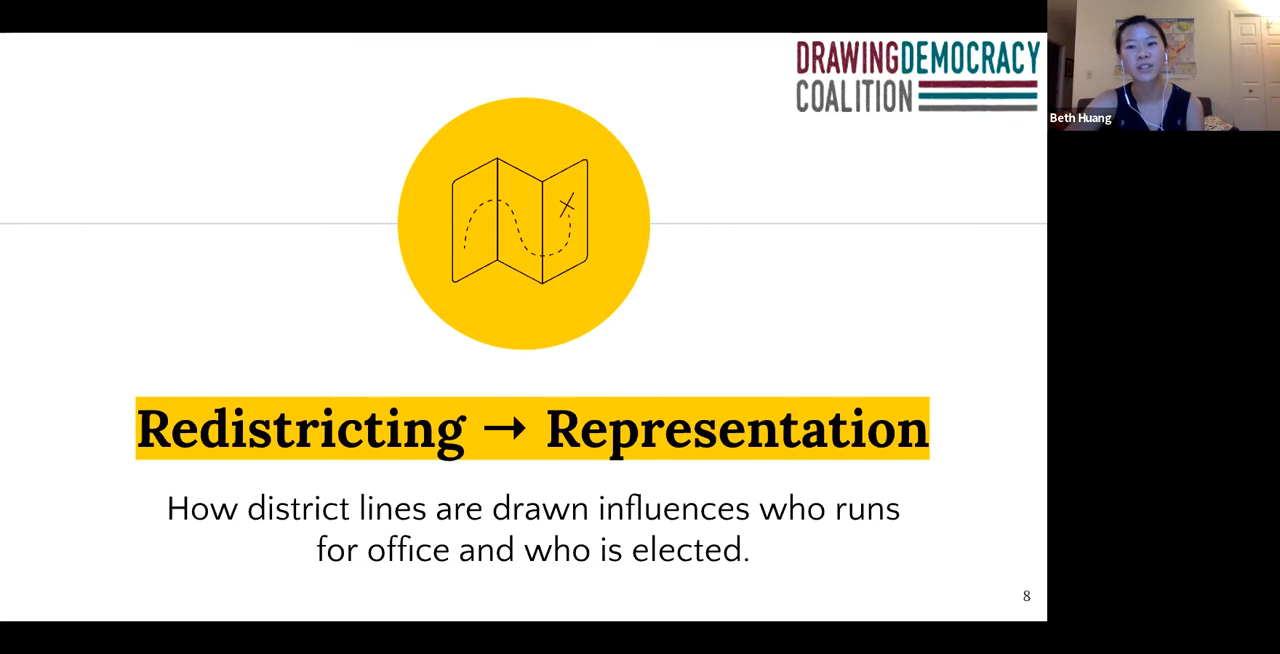 DRAWINGDEMOCRACY
COALITION
Beth Huang
Redistricting → Representation
How district lines are drawn influences who runs
for office and who is elected.
8